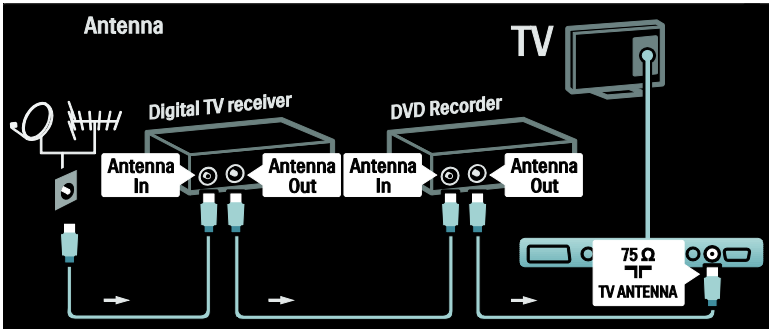 Antenna
TV
Digital TV receiver
DVD Recorder
Antenna
In
Antenna
Out
Antenna
In
Antenna
Out
75 Ω
TV ANTENNA